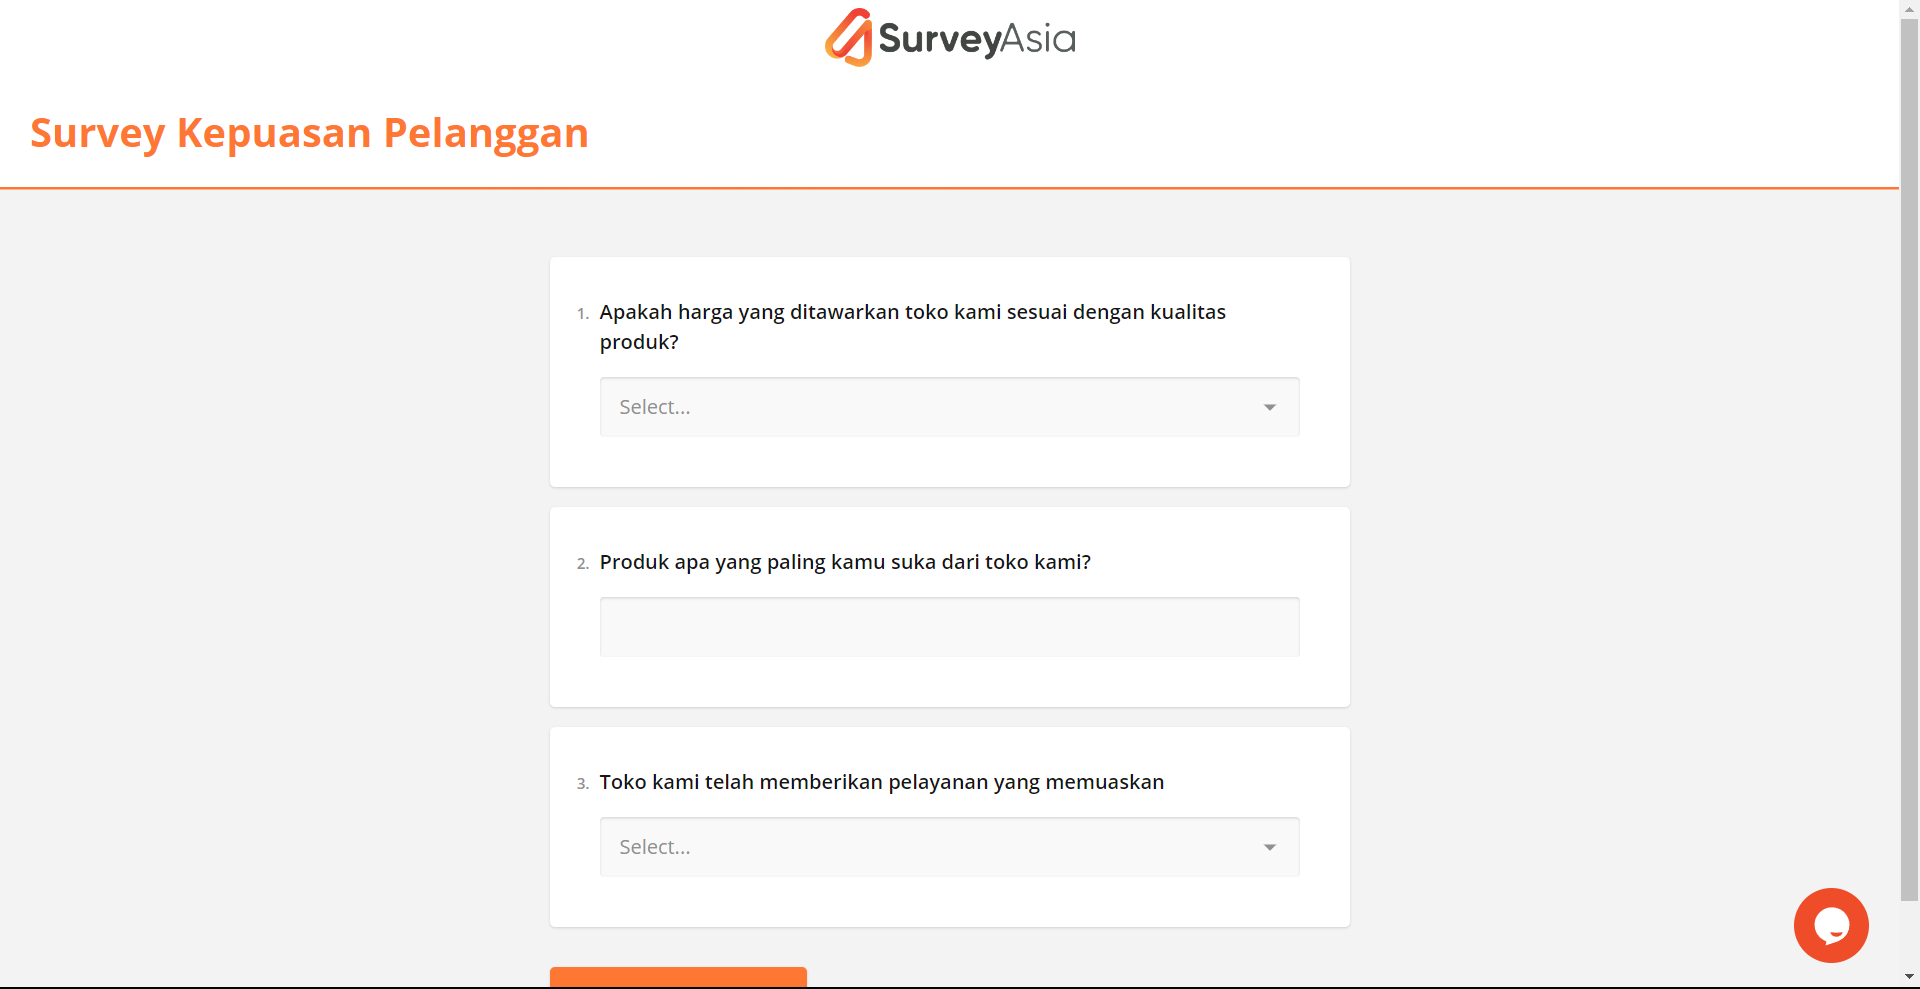 SurveyAsia
Survey Kepuasan Pelanggan
1. Apakah harga yang ditawarkan toko kami sesuai dengan kualitas
produk?
Select...
2. Produk apa yang paling kamu suka dari toko kami?
3. Toko kami telah memberikan pelayanan yang memuaskan
Select...